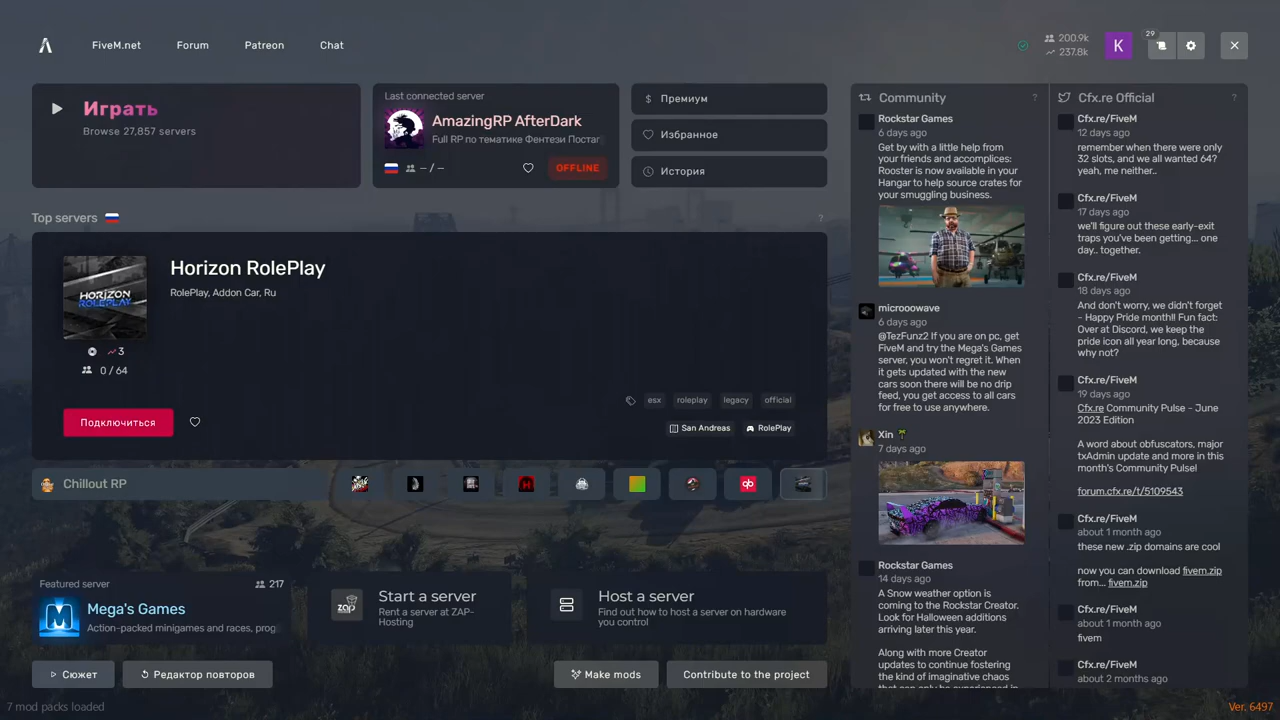 FiveM.net
Forum
Patreon
Chat
200.9k
237.8k
K
29
Играть
Browse 27,857 servers
Last connected server
AmazingRP AfterDark
Full RP по тематике Фентези Постап
– / –
OFFLINE
$ Премиум
Избранное
История
Top servers
?
HORIZON
ROLEPLAY
Horizon RolePlay
RolePlay, Addon Car, Ru
3
0 / 64
esx
roleplay
legacy
official
Подключиться
San Andreas
RolePlay
Chillout RP
Featured server
217
Mega's Games
Action-packed minigames and races, prog
ZAP
Start a server
Rent a server at ZAP-
Hosting
Host a server
Find out how to host a server on hardware
you control
Сюжет
Редактор повторов
Make mods
Contribute to the project
7 mod packs loaded
Community
?
Rockstar Games
6 days ago
Get by with a little help from
your friends and accomplices:
Rooster is now available in your
Hangar to help source crates for
your smuggling business.
microoowave
6 days ago
@TezFunz2 If you are on pc, get
FiveM and try the Mega's Games
server, you won't regret it. When
it gets updated with the new
cars soon there will be no drip
feed, you get access to all cars
for free to use anywhere.
Xin 🌴
7 days ago
Rockstar Games
14 days ago
A Snow weather option is
coming to the Rockstar Creator.
Look for Halloween additions
arriving later this year.
Along with more Creator
updates to continue fostering
the kind of imaginative chaos
that can only be experienced in
Cfx.re Official
?
Cfx.re/FiveM
12 days ago
remember when there were only
32 slots, and we all wanted 64?
yeah, me neither..
Cfx.re/FiveM
17 days ago
we'll figure out these early-exit
traps you've been getting... one
day.. together.
Cfx.re/FiveM
18 days ago
And don't worry, we didn't forget
- Happy Pride month!! Fun fact:
Over at Discord, we keep the
pride icon all year long, because
why not?
Cfx.re/FiveM
19 days ago
Cfx.re Community Pulse - June
2023 Edition
A word about obfuscators, major
txAdmin update and more in this
month's Community Pulse!
forum.cfx.re/t/5109543
Cfx.re/FiveM
about 1 month ago
these new .zip domains are cool
now you can download fivem.zip
from... fivem.zip
Cfx.re/FiveM
about 1 month ago
fivem
Cfx.re/FiveM
about 2 months ago
Ver. 6497